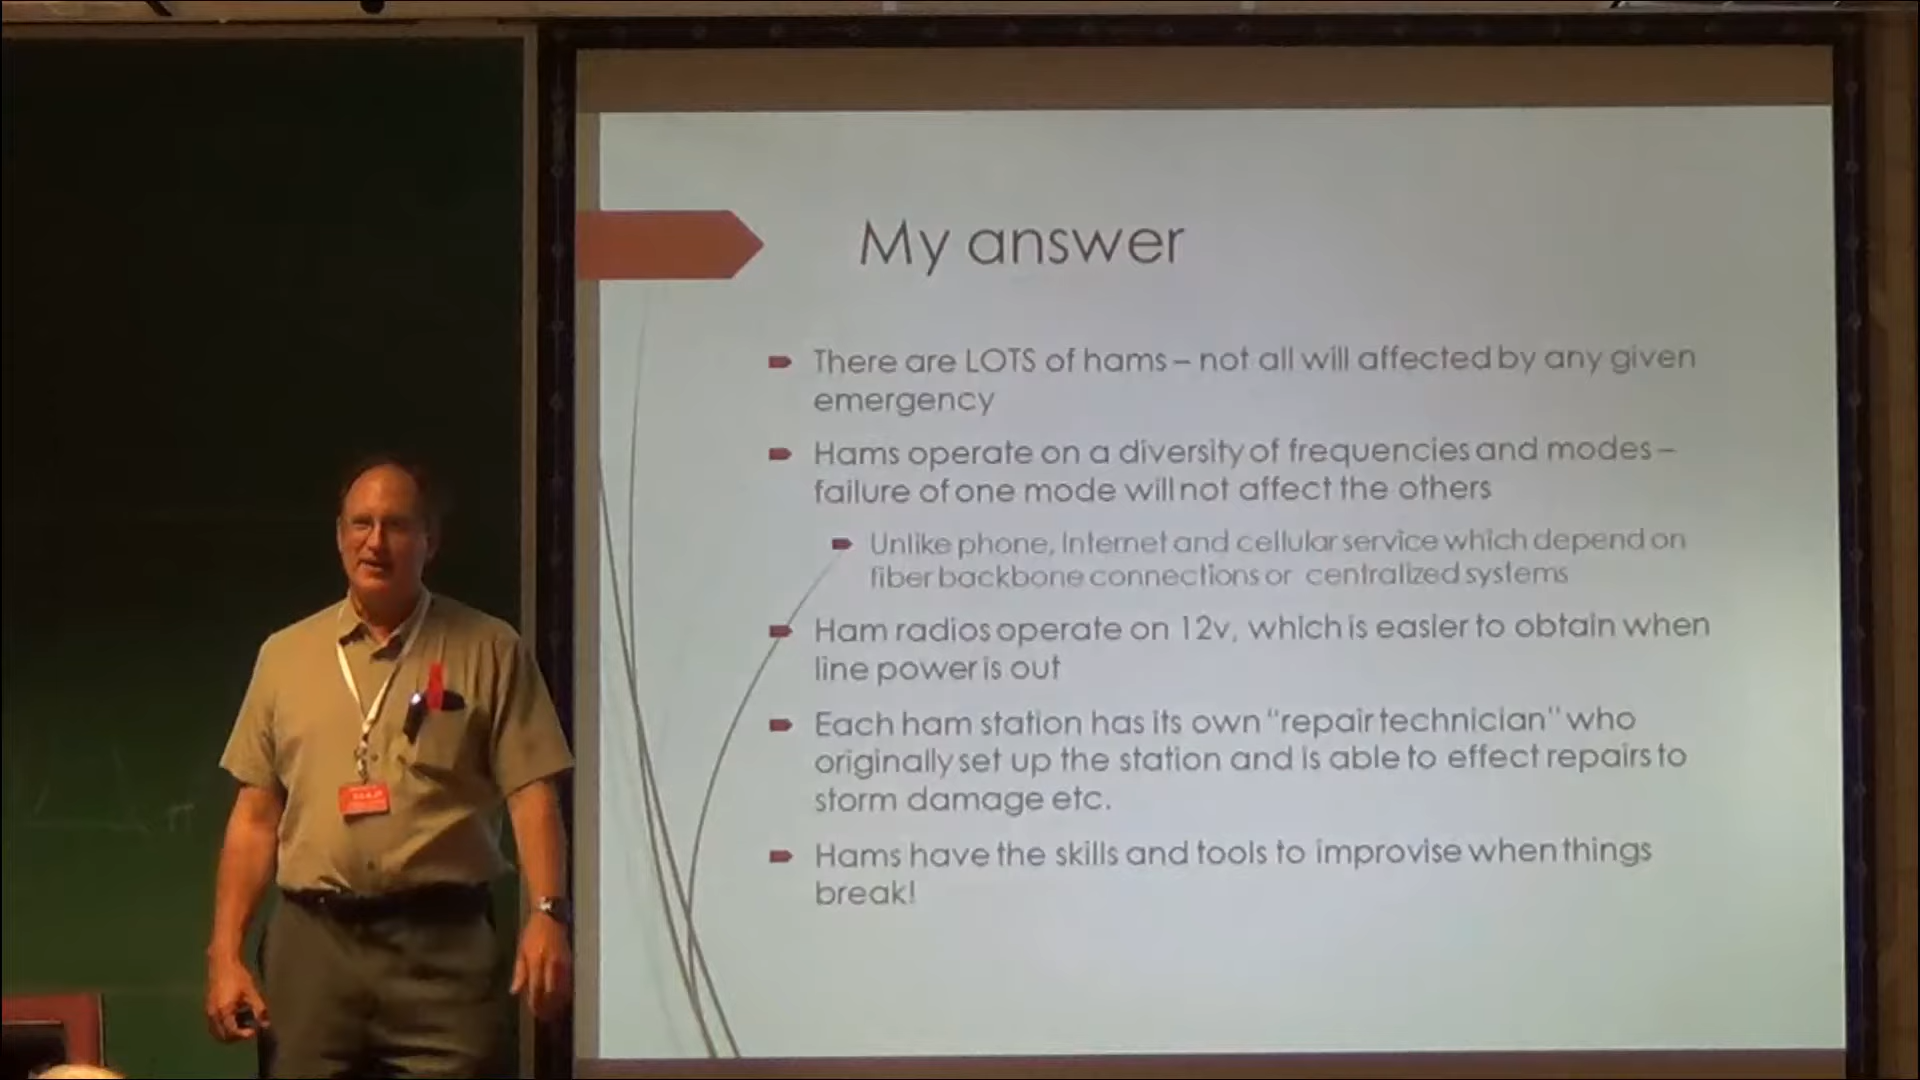 My answer
There are LOTS of hams – not all will affected by any given
emergency
Hams operate on a diversity of frequencies and modes –
failure of one mode will not affect the others
Unlike phone, Internet and cellular service which depend on
fiber backbone connections or centralized systems
Ham radios operate on 12v, which is easier to obtain when
line power is out
Each ham station has its own "repair technician" who
originally set up the station and is able to effect repairs to
storm damage etc.
Hams have the skills and tools to improvise when things
break!